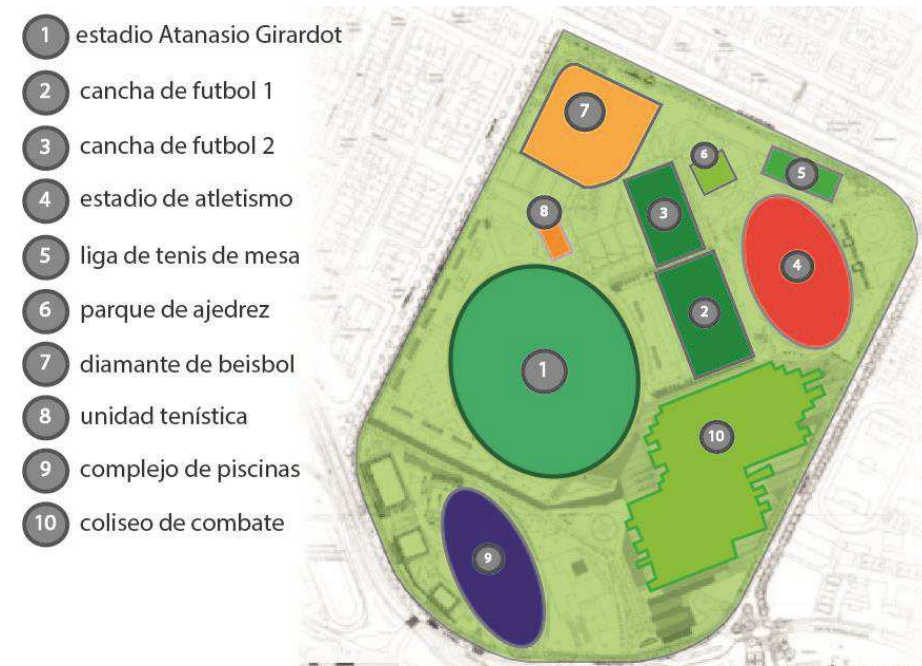 1 estadio Atanasio Girardot
2 cancha de futbol 1
3 cancha de futbol 2
4 estadio de atletismo
5 liga de tenis de mesa
6 parque de ajedrez
7 diamante de beisbol
8 unidad tenística
9 complejo de piscinas
10 coliseo de combate
7
6
5
8
3
4
2
1
10
9